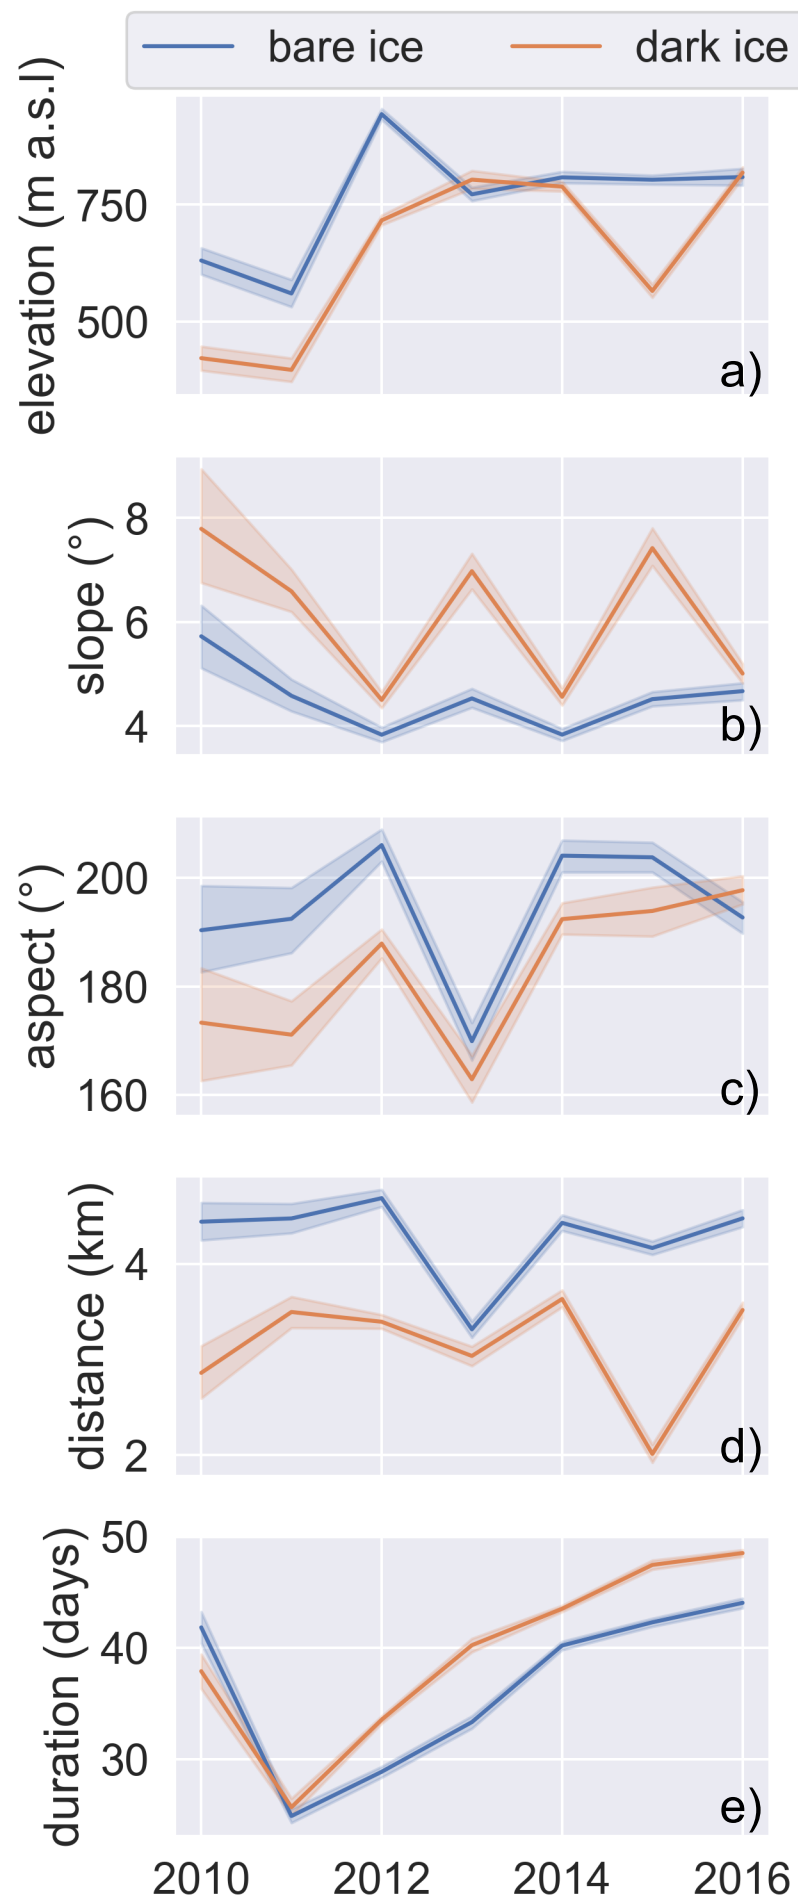 bare ice dark ice
elevation (m a.s.l)
750
500
a)
slope (°)
8
6
4
b)
aspect (°)
200
180
160
c)
distance (km)
4
2
d)
duration (days)
50
40
30
e)
2010 2012 2014 2016